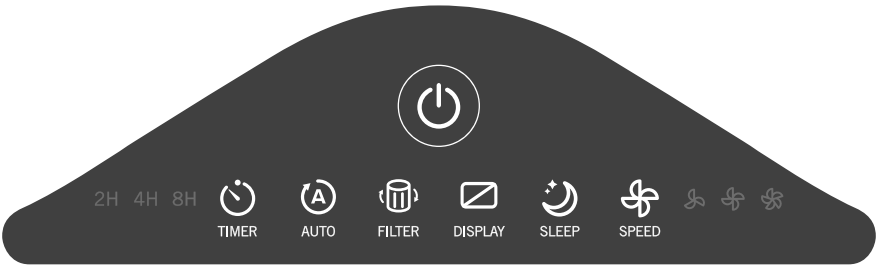 2H 4H 8H
A
TIMER AUTO FILTER DISPLAY SLEEP SPEED